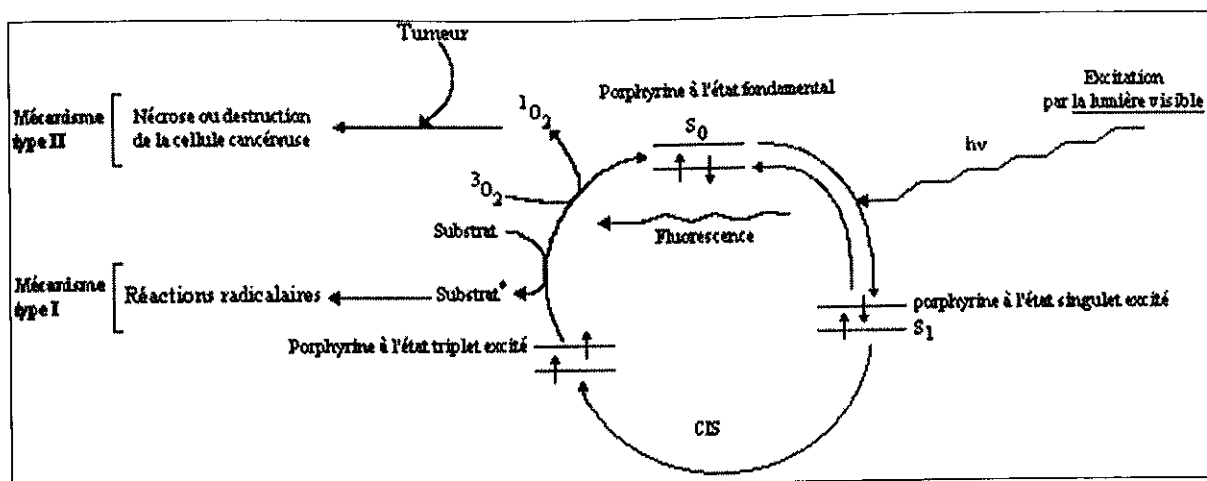 Tumeur
Excitation
par la lumière visible
hν
Porphyrine à l'état fondamental
S0
1O2
Mécanisme
type II
Nécrose ou destruction
de la cellule cancéreuse
3O2
Substrat
Fluorescence
Mécanisme
type I
Réactions radicalaires
Substrat*
porphyrine à l'état singulet excité
S1
Porphyrine à l'état triplet excité
CIS